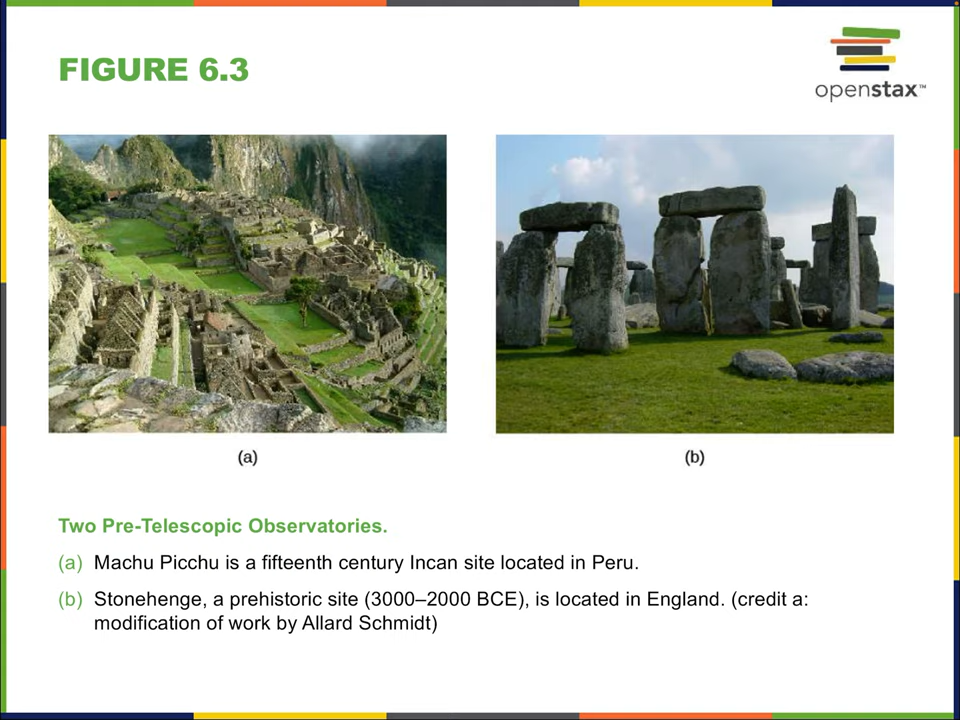 FIGURE 6.3
openstax™
(a)
(b)
Two Pre-Telescopic Observatories.
(a) Machu Picchu is a fifteenth century Incan site located in Peru.
(b) Stonehenge, a prehistoric site (3000–2000 BCE), is located in England. (credit a:
modification of work by Allard Schmidt)